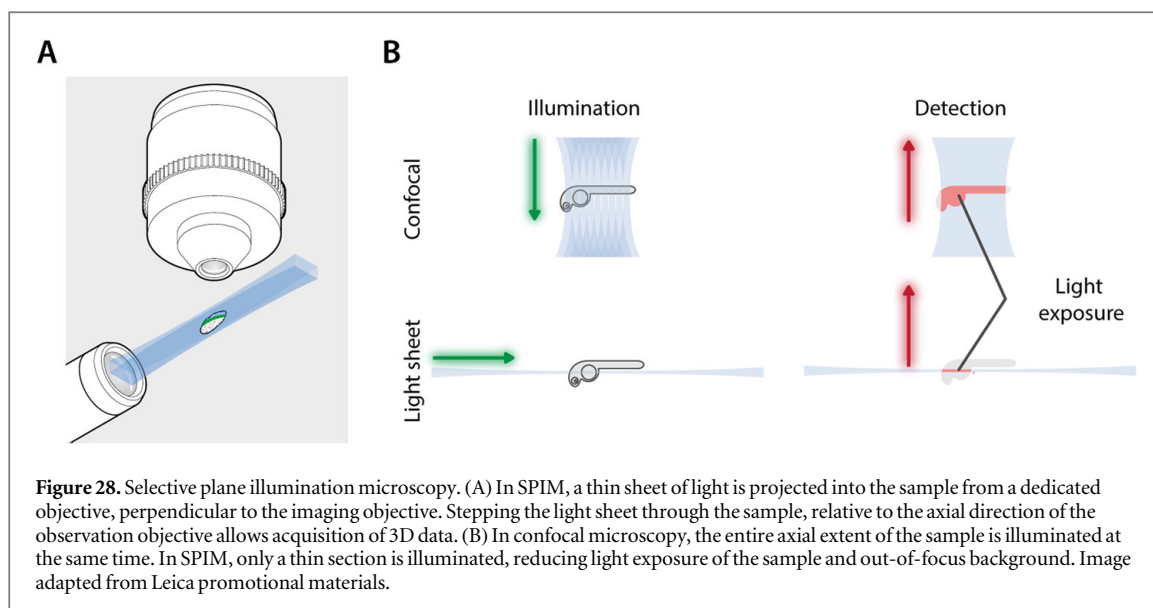 A
B
Illumination
Detection
Confocal
Light sheet
Light
exposure
Figure 28. Selective plane illumination microscopy. (A) In SPIM, a thin sheet of light is projected into the sample from a dedicated
objective, perpendicular to the imaging objective. Stepping the light sheet through the sample, relative to the axial direction of the
observation objective allows acquisition of 3D data. (B) In confocal microscopy, the entire axial extent of the sample is illuminated at
the same time. In SPIM, only a thin section is illuminated, reducing light exposure of the sample and out-of-focus background. Image
adapted from Leica promotional materials.